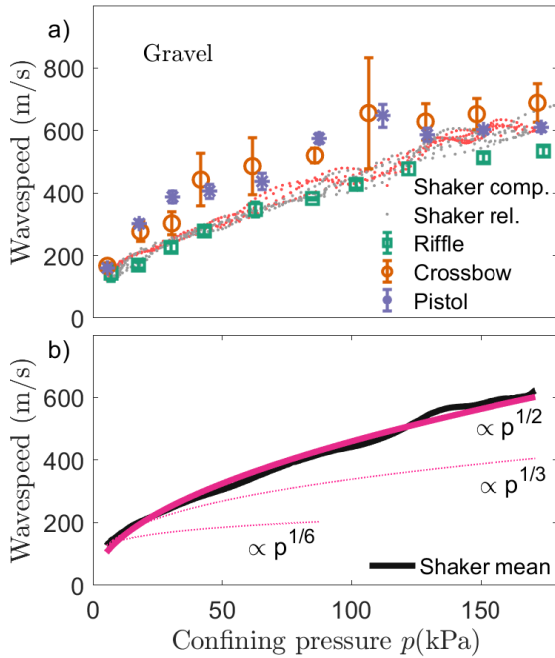 a)
Gravel
Wavespeed (m/s)
800
600
400
200
0
Shaker comp.
Shaker rel.
Riffle
Crossbow
Pistol
b)
Wavespeed (m/s)
600
400
200
0
∝ p^1/2
∝ p^1/3
∝ p^1/6
Shaker mean
0 50 100 150
Confining pressure p(kPa)